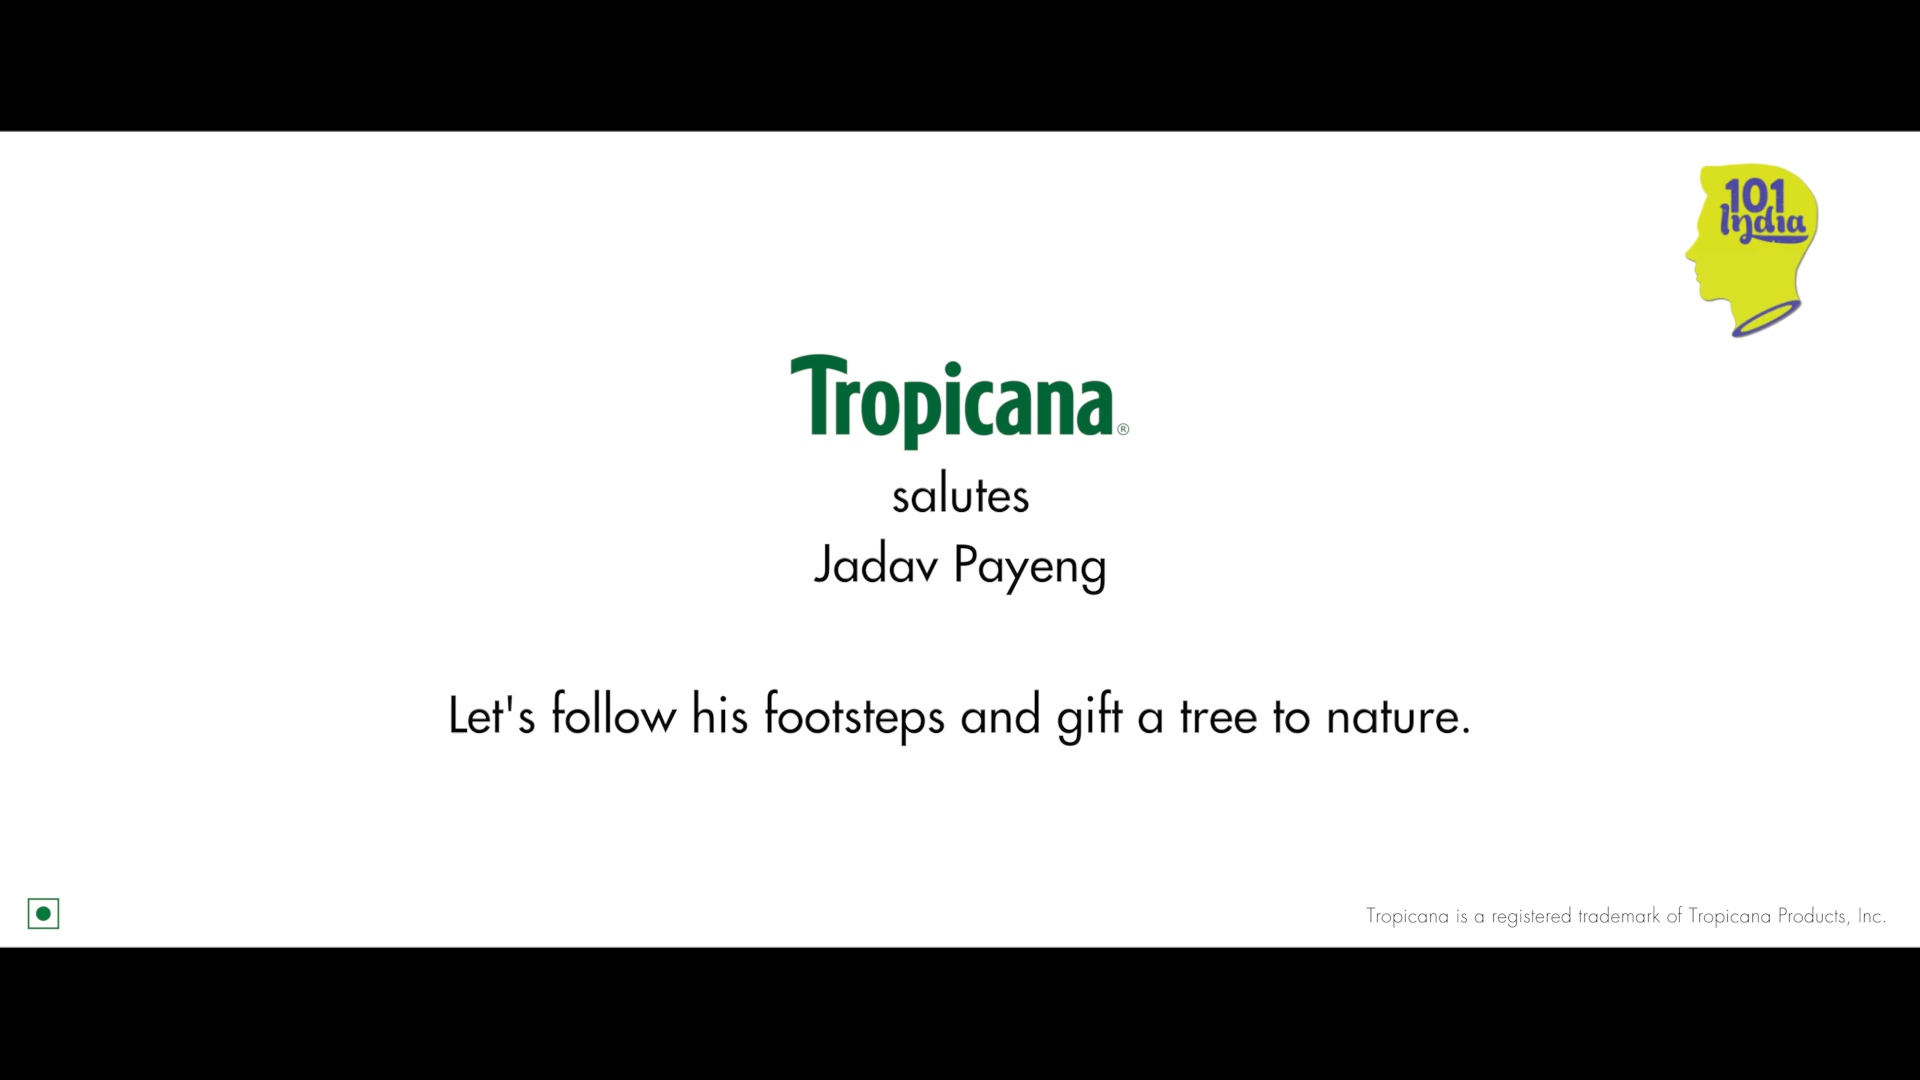 101
India
Tropicana®
salutes
Jadav Payeng
Let's follow his footsteps and gift a tree to nature.
Tropicana is a registered trademark of Tropicana Products, Inc.